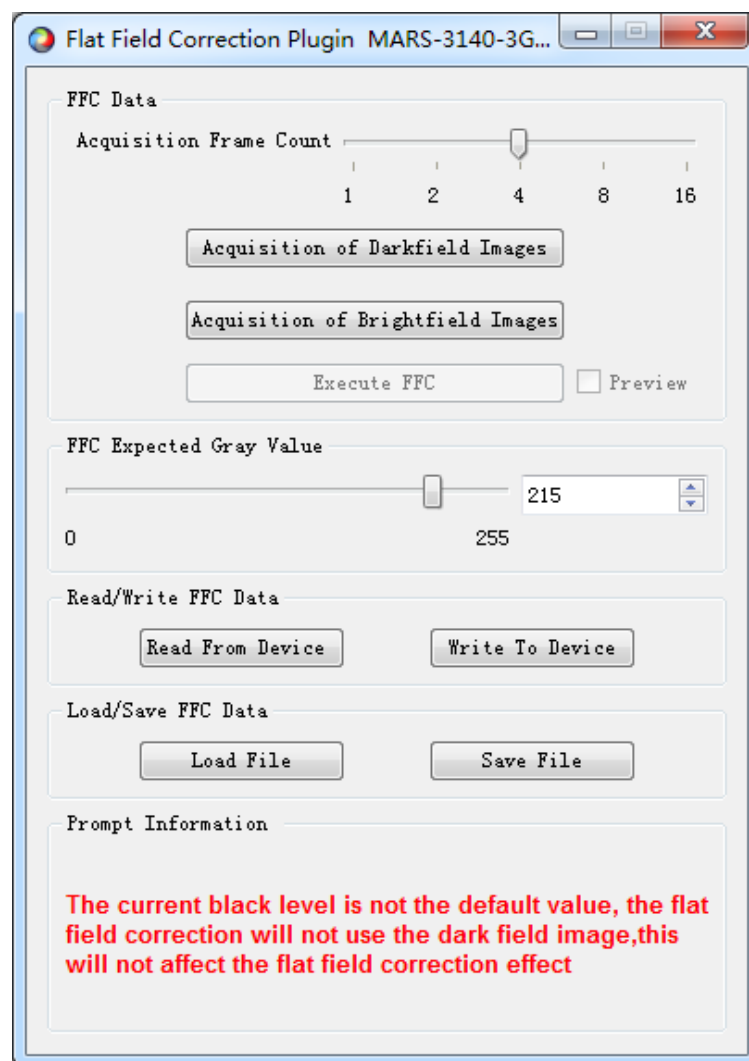 Flat Field Correction Plugin MARS-3140-3G...
FFC Data
Acquisition Frame Count
1 2 4 8 16
Acquisition of Darkfield Images
Acquisition of Brightfield Images
Execute FFC Preview
FFC Expected Gray Value
215
0 255
Read/Write FFC Data
Read From Device Write To Device
Load/Save FFC Data
Load File Save File
Prompt Information
The current black level is not the default value, the flat
field correction will not use the dark field image,this
will not affect the flat field correction effect